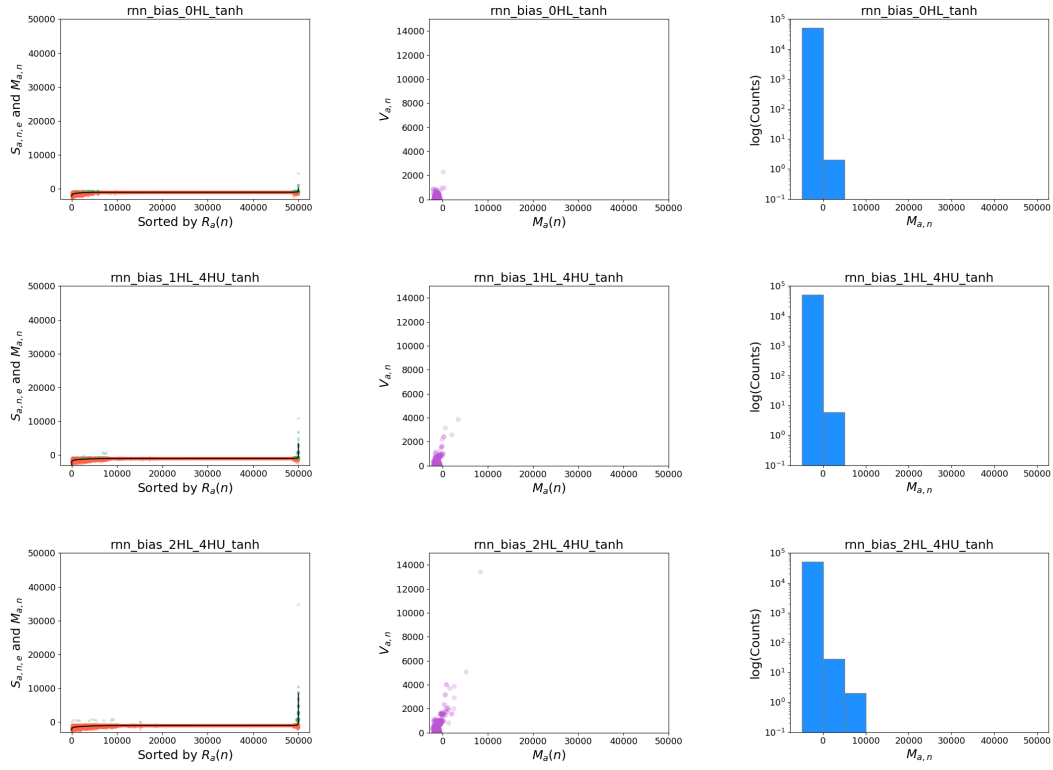 rnn_bias_0HL_tanh
50000
40000
30000
20000
10000
0
S_{a,n,e} and M_{a,n}
0 10000 20000 30000 40000 50000
Sorted by R_a(n)
rnn_bias_0HL_tanh
14000
12000
10000
8000
6000
4000
2000
0
V_{a,n}
0 10000 20000 30000 40000 50000
M_a(n)
rnn_bias_0HL_tanh
10^5
10^4
10^3
10^2
10^1
10^0
10^{-1}
log(Counts)
0 10000 20000 30000 40000 50000
M_{a,n}
rnn_bias_1HL_4HU_tanh
50000
40000
30000
20000
10000
0
S_{a,n,e} and M_{a,n}
0 10000 20000 30000 40000 50000
Sorted by R_a(n)
rnn_bias_1HL_4HU_tanh
14000
12000
10000
8000
6000
4000
2000
0
V_{a,n}
0 10000 20000 30000 40000 50000
M_a(n)
rnn_bias_1HL_4HU_tanh
10^5
10^4
10^3
10^2
10^1
10^0
10^{-1}
log(Counts)
0 10000 20000 30000 40000 50000
M_{a,n}
rnn_bias_2HL_4HU_tanh
50000
40000
30000
20000
10000
0
S_{a,n,e} and M_{a,n}
0 10000 20000 30000 40000 50000
Sorted by R_a(n)
rnn_bias_2HL_4HU_tanh
14000
12000
10000
8000
6000
4000
2000
0
V_{a,n}
0 10000 20000 30000 40000 50000
M_a(n)
rnn_bias_2HL_4HU_tanh
10^5
10^4
10^3
10^2
10^1
10^0
10^{-1}
log(Counts)
0 10000 20000 30000 40000 50000
M_{a,n}